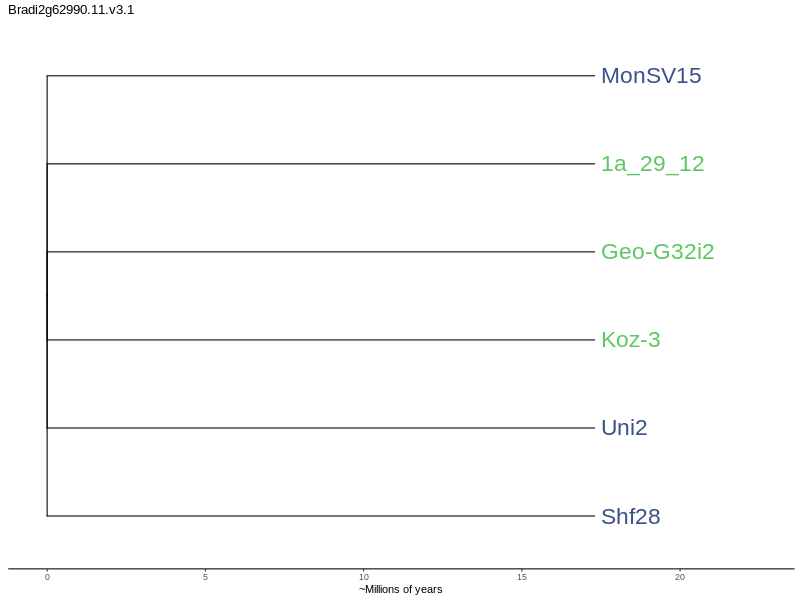 Bradi2g62990.11.v3.1
MonSV15
1a_29_12
Geo-G32i2
Koz-3
Uni2
Shf28
0 5 10 15 20
~Millions of years